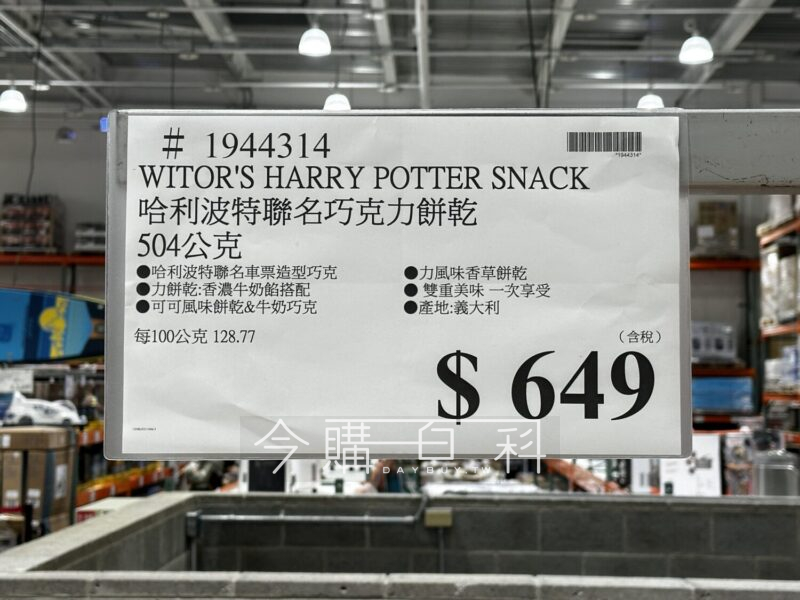 # 1944314
*1944314*
WITOR'S HARRY POTTER SNACK
哈利波特聯名巧克力餅乾
504公克
●哈利波特聯名車票造型巧克
●力餅乾:香濃牛奶餡搭配
●可可風味餅乾&牛奶巧克
●力風味香草餅乾
● 雙重美味 一次享受
●產地:義大利
每100公克 128.77
(含稅)
$ 649
今購百科
DAYBUY.TW